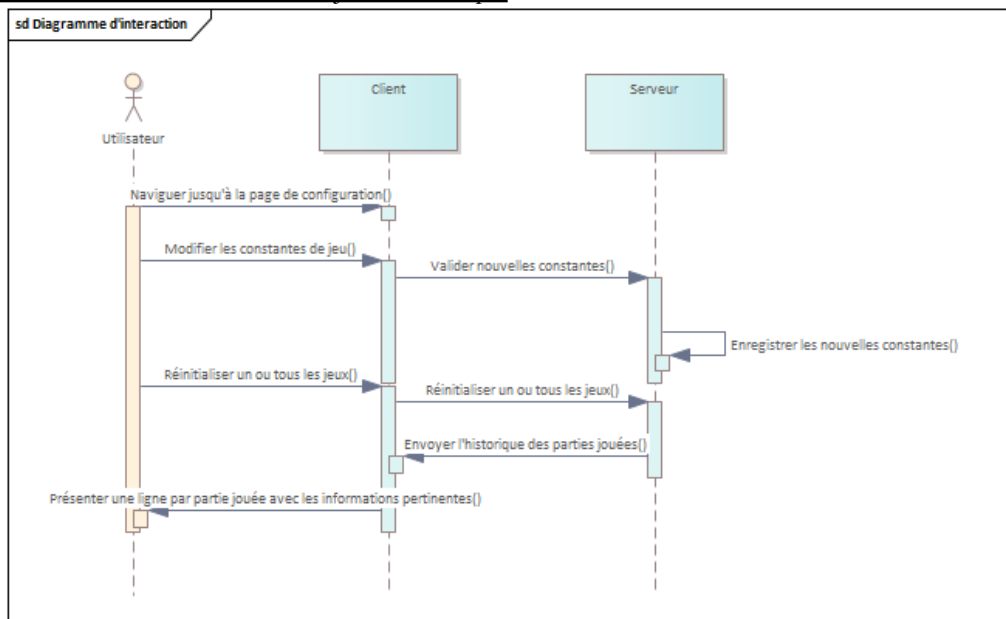 sd Diagramme d'interaction
Client
Serveur
Utilisateur
Naviguer jusqu'à la page de configuration()
Modifier les constantes de jeu()
Valider nouvelles constantes()
Enregistrer les nouvelles constantes()
Réinitialiser un ou tous les jeux()
Réinitialiser un ou tous les jeux()
Envoyer l'historique des parties jouées()
Présenter une ligne par partie jouée avec les informations pertinentes()